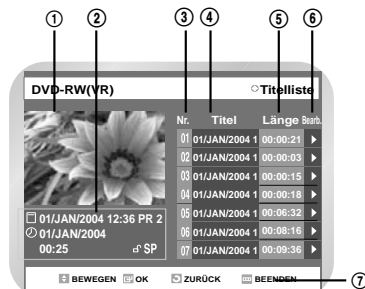 ① ② ③ ④ ⑤ ⑥
DVD-RW(VR) Titelliste
Nr. Titel Länge Bearb.
01 01/JAN/2004 1 00:00:21
02 01/JAN/2004 1 00:00:03
03 01/JAN/2004 1 00:00:15
04 01/JAN/2004 1 00:00:18
05 01/JAN/2004 1 00:06:32
06 01/JAN/2004 1 00:08:16
07 01/JAN/2004 1 00:09:36
01/JAN/2004 12:36 PR 2
01/JAN/2004
00:25 SP
BEWEGEN OK ZURÜCK BEENDEN ⑦